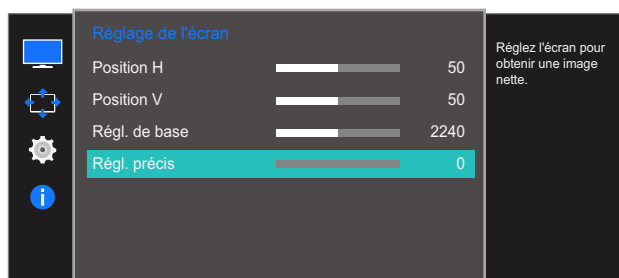 Réglage de l'écran
Position H 50
Position V 50
Régl. de base 2240
Régl. précis 0
Réglez l'écran pour
obtenir une image
nette.